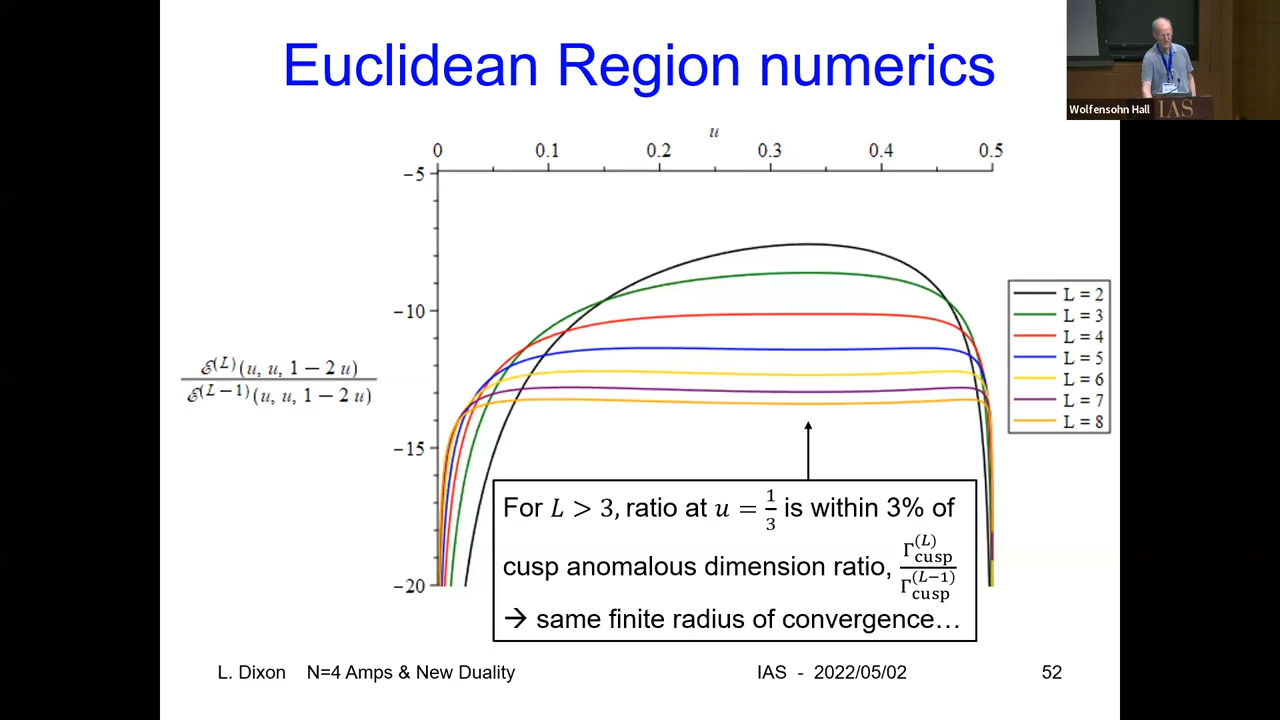 Euclidean Region numerics
Wolfensohn Hall
IAS
u
0 0.1 0.2 0.3 0.4 0.5
−5
−10
−15
−20
ℰ^(L)(u, u, 1 − 2 u)
ℰ^(L−1)(u, u, 1 − 2 u)
L = 2
L = 3
L = 4
L = 5
L = 6
L = 7
L = 8
For L > 3, ratio at u = 1/3 is within 3% of
cusp anomalous dimension ratio, Γ_cusp^(L) / Γ_cusp^(L−1)
→ same finite radius of convergence…
L. Dixon N=4 Amps & New Duality
IAS - 2022/05/02
52